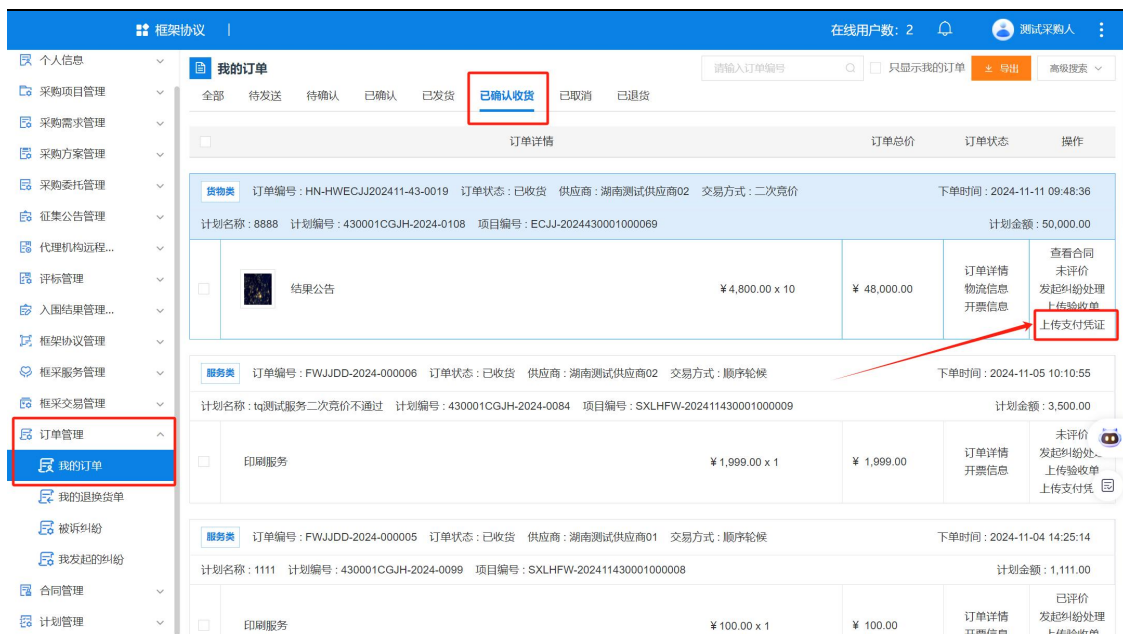 框架协议 | 在线用户数：2 测试采购人
个人信息
采购项目管理
采购需求管理
采购方案管理
采购委托管理
征集公告管理
代理机构远程...
评标管理
入围结果管理...
框架协议管理
框采服务管理
框采交易管理
订单管理
我的订单
我的退换货单
被诉纠纷
我发起的纠纷
合同管理
计划管理
我的订单 请输入订单编号 只显示我的订单 导出 高级搜索
全部 待发送 待确认 已确认 已发货 已确认收货 已取消 已退货
订单详情 订单总价 订单状态 操作
货物类 订单编号：HN-HWECJJ202411-43-0019 订单状态：已收货 供应商：湖南测试供应商02 交易方式：二次竞价 下单时间：2024-11-11 09:48:36
计划名称：8888 计划编号：430001CGJH-2024-0108 项目编号：ECJJ-2024430001000069 计划金额：50,000.00
结果公告 ¥4,800.00 x 10 ¥ 48,000.00
订单详情
物流信息
开票信息
查看合同
未评价
发起纠纷处理
上传验收单
上传支付凭证
服务类 订单编号：FWJJDD-2024-000006 订单状态：已收货 供应商：湖南测试供应商02 交易方式：顺序轮候 下单时间：2024-11-05 10:10:55
计划名称：tq测试服务二次竞价不通过 计划编号：430001CGJH-2024-0084 项目编号：SXLHFW-202411430001000009 计划金额：3,500.00
印刷服务 ¥1,999.00 x 1 ¥ 1,999.00
订单详情
开票信息
未评价
发起纠纷处
上传验收单
上传支付凭
服务类 订单编号：FWJJDD-2024-000005 订单状态：已收货 供应商：湖南测试供应商01 交易方式：顺序轮候 下单时间：2024-11-04 14:25:14
计划名称：1111 计划编号：430001CGJH-2024-0099 项目编号：SXLHFW-202411430001000008 计划金额：1,111.00
印刷服务 ¥100.00 x 1 ¥ 100.00
订单详情
开票信息
已评价
发起纠纷处理
上传验收单